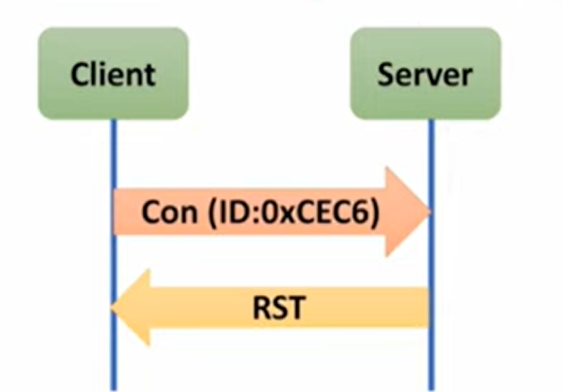 Client
Server
Con (ID:0xCEC6)
RST